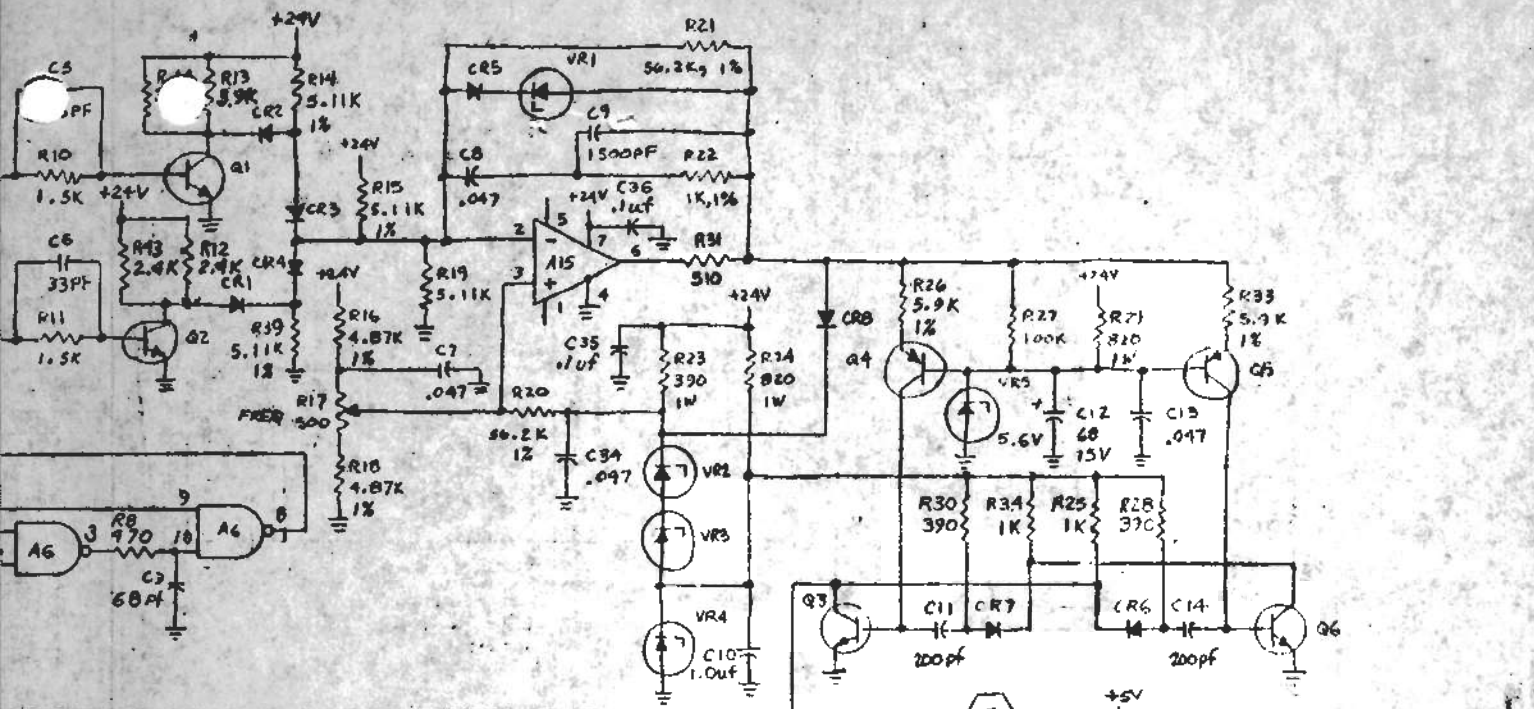 +24V
R21
C5
R13
R14
5.11K
1%
CR5
VR1
56.2K, 1%
PF
5.9K
CR2
C9
1500PF
R10
1.5K
+24V
Q1
+24V
R15
5.11K
1%
C8
.047
R22
1K, 1%
CR3
+24V
C36
.1uf
C6
33PF
R43
2.4K
R12
2.4K
CR4
CR1
+24V
R19
5.11K
2
3
5
7
A15
6
1
4
R31
510
+24V
R11
1.5K
Q2
R39
5.11K
1%
R16
4.87K
1%
C7
.047
C35
.1uf
R23
390
1W
R24
820
1W
CR8
R26
5.9K
1%
Q4
R27
100K
+24V
820
1W
R33
5.9K
1%
Q5
FREQ
R17
500
R20
56.2K
1%
C34
.047
VR5
5.6V
+
C12
68
15V
C13
.047
R18
4.87K
1%
VR2
VR3
R30
390
R34
1K
R25
1K
R28
390
A6
3
R8
470
9
10
A6
8
C3
68pf
VR4
C10
1.0uf
Q3
C11
200pf
CR7
CR6
C14
200pf
Q6
+5V